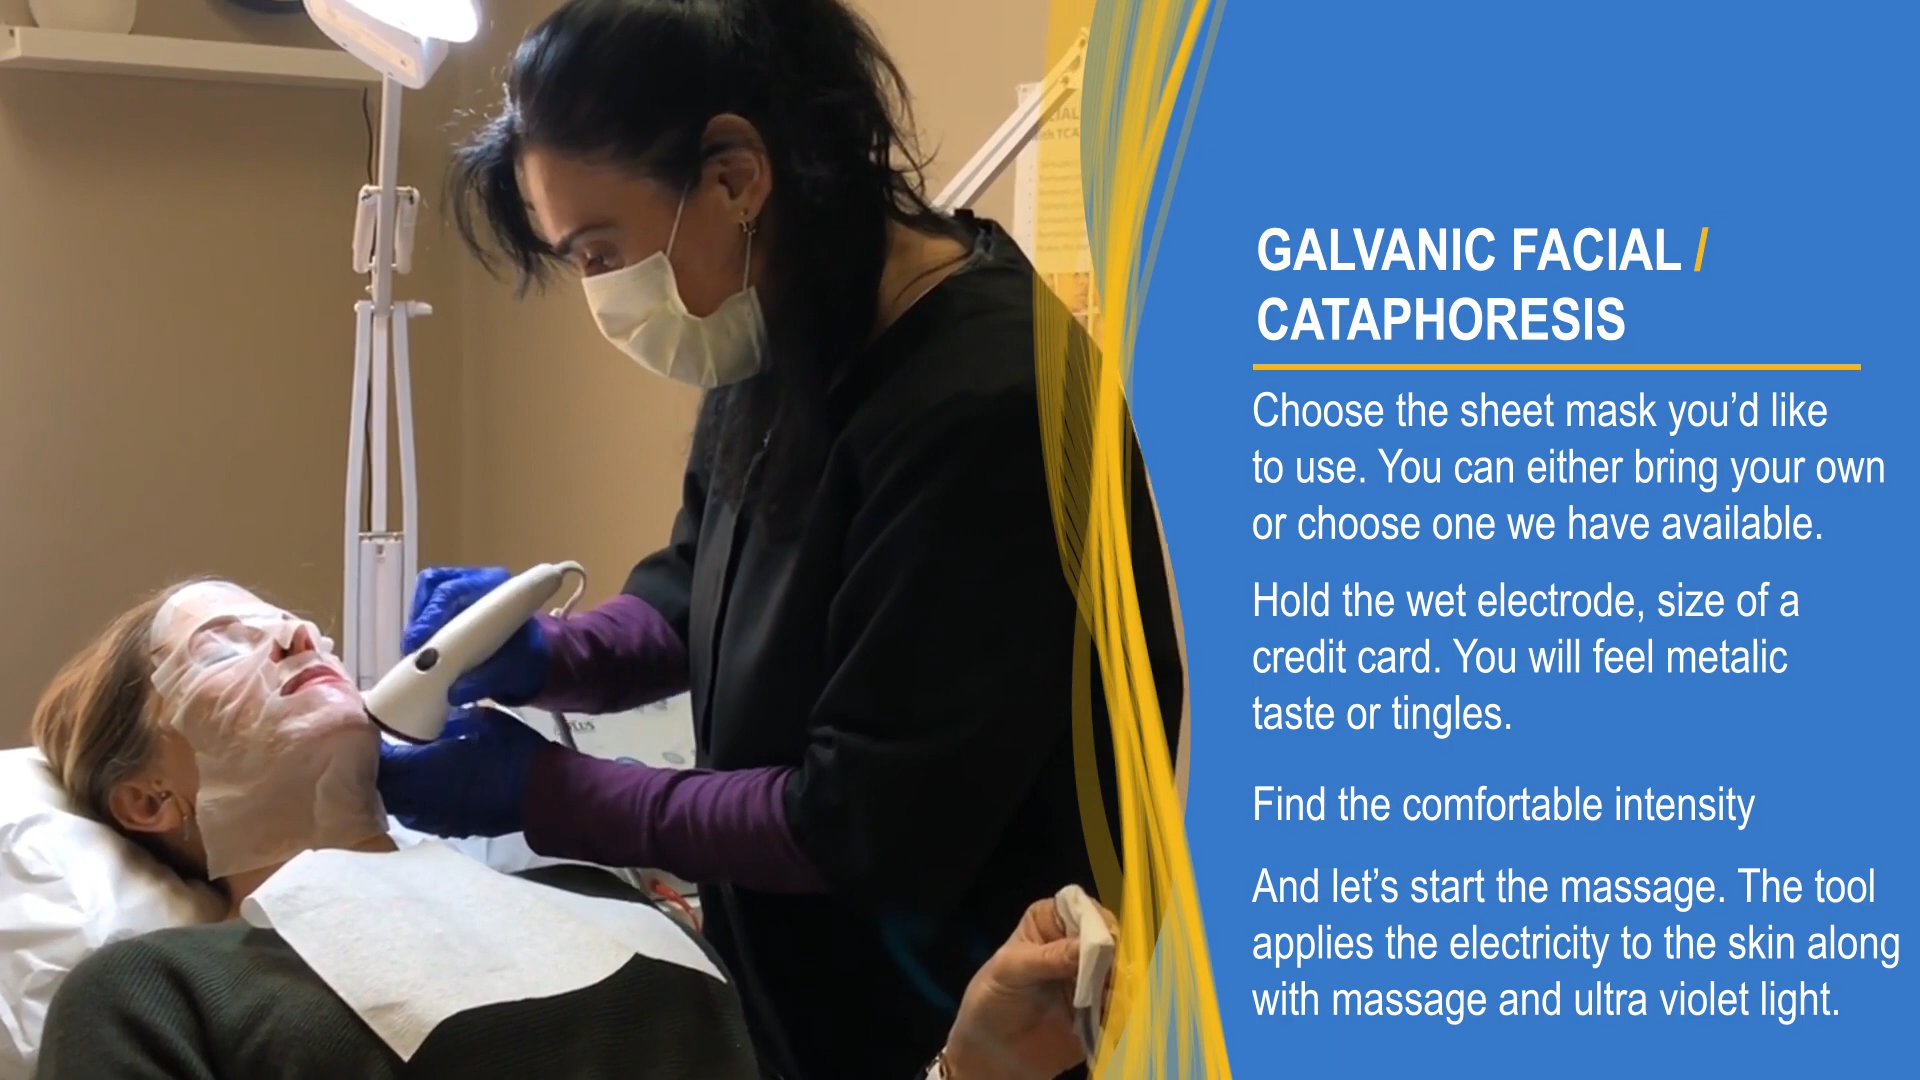 GALVANIC FACIAL /
CATAPHORESIS
Choose the sheet mask you’d like
to use. You can either bring your own
or choose one we have available.
Hold the wet electrode, size of a
credit card. You will feel metalic
taste or tingles.
Find the comfortable intensity
And let’s start the massage. The tool
applies the electricity to the skin along
with massage and ultra violet light.